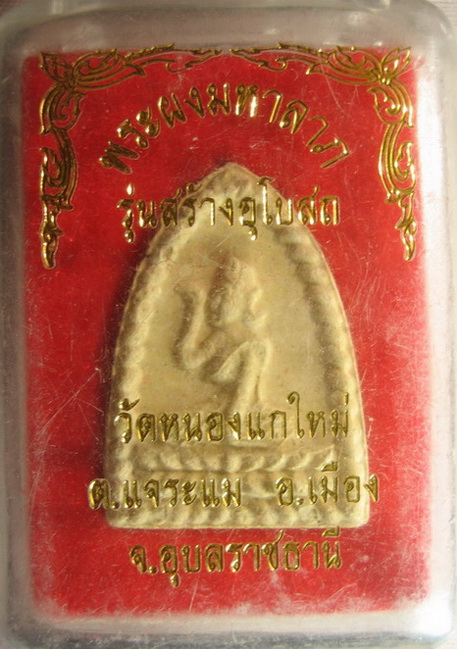 พระผงมหาลาภ
รุ่นสร้างอุโบสถ
วัดหนองแกใหม่
ต.แจระแม อ.เมือง
จ.อุบลราชธานี